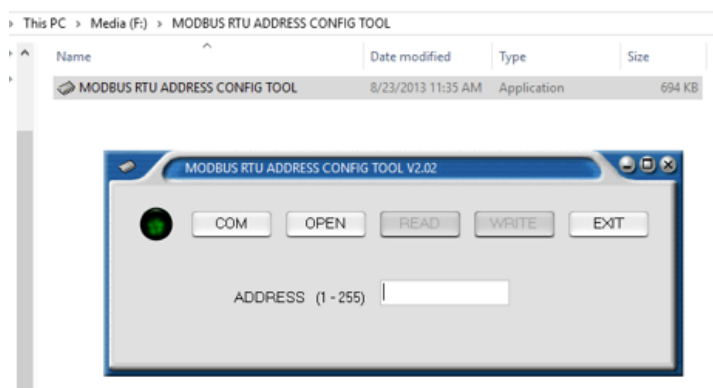 This PC > Media (F:) > MODBUS RTU ADDRESS CONFIG TOOL
Name Date modified Type Size
MODBUS RTU ADDRESS CONFIG TOOL 8/23/2013 11:35 AM Application 694 KB
MODBUS RTU ADDRESS CONFIG TOOL V2.02
COM OPEN READ WRITE EXIT
ADDRESS (1-255)